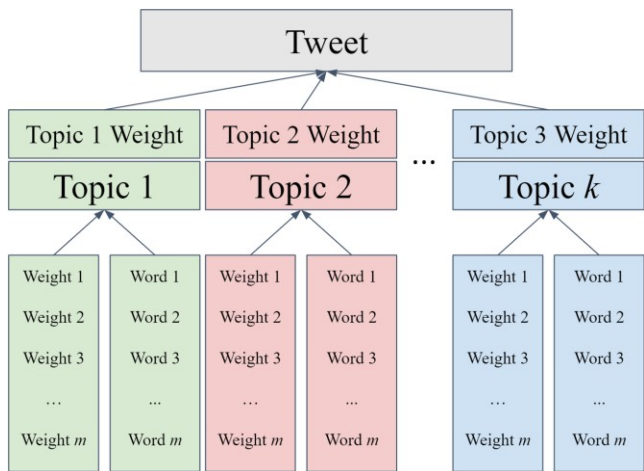 Tweet
Topic 1 Weight
Topic 2 Weight
...
Topic 3 Weight
Topic 1
Topic 2
Topic k
Weight 1
Weight 2
Weight 3
…
Weight m
Word 1
Word 2
Word 3
...
Word m
Weight 1
Weight 2
Weight 3
…
Weight m
Word 1
Word 2
Word 3
...
Word m
Weight 1
Weight 2
Weight 3
…
Weight m
Word 1
Word 2
Word 3
...
Word m